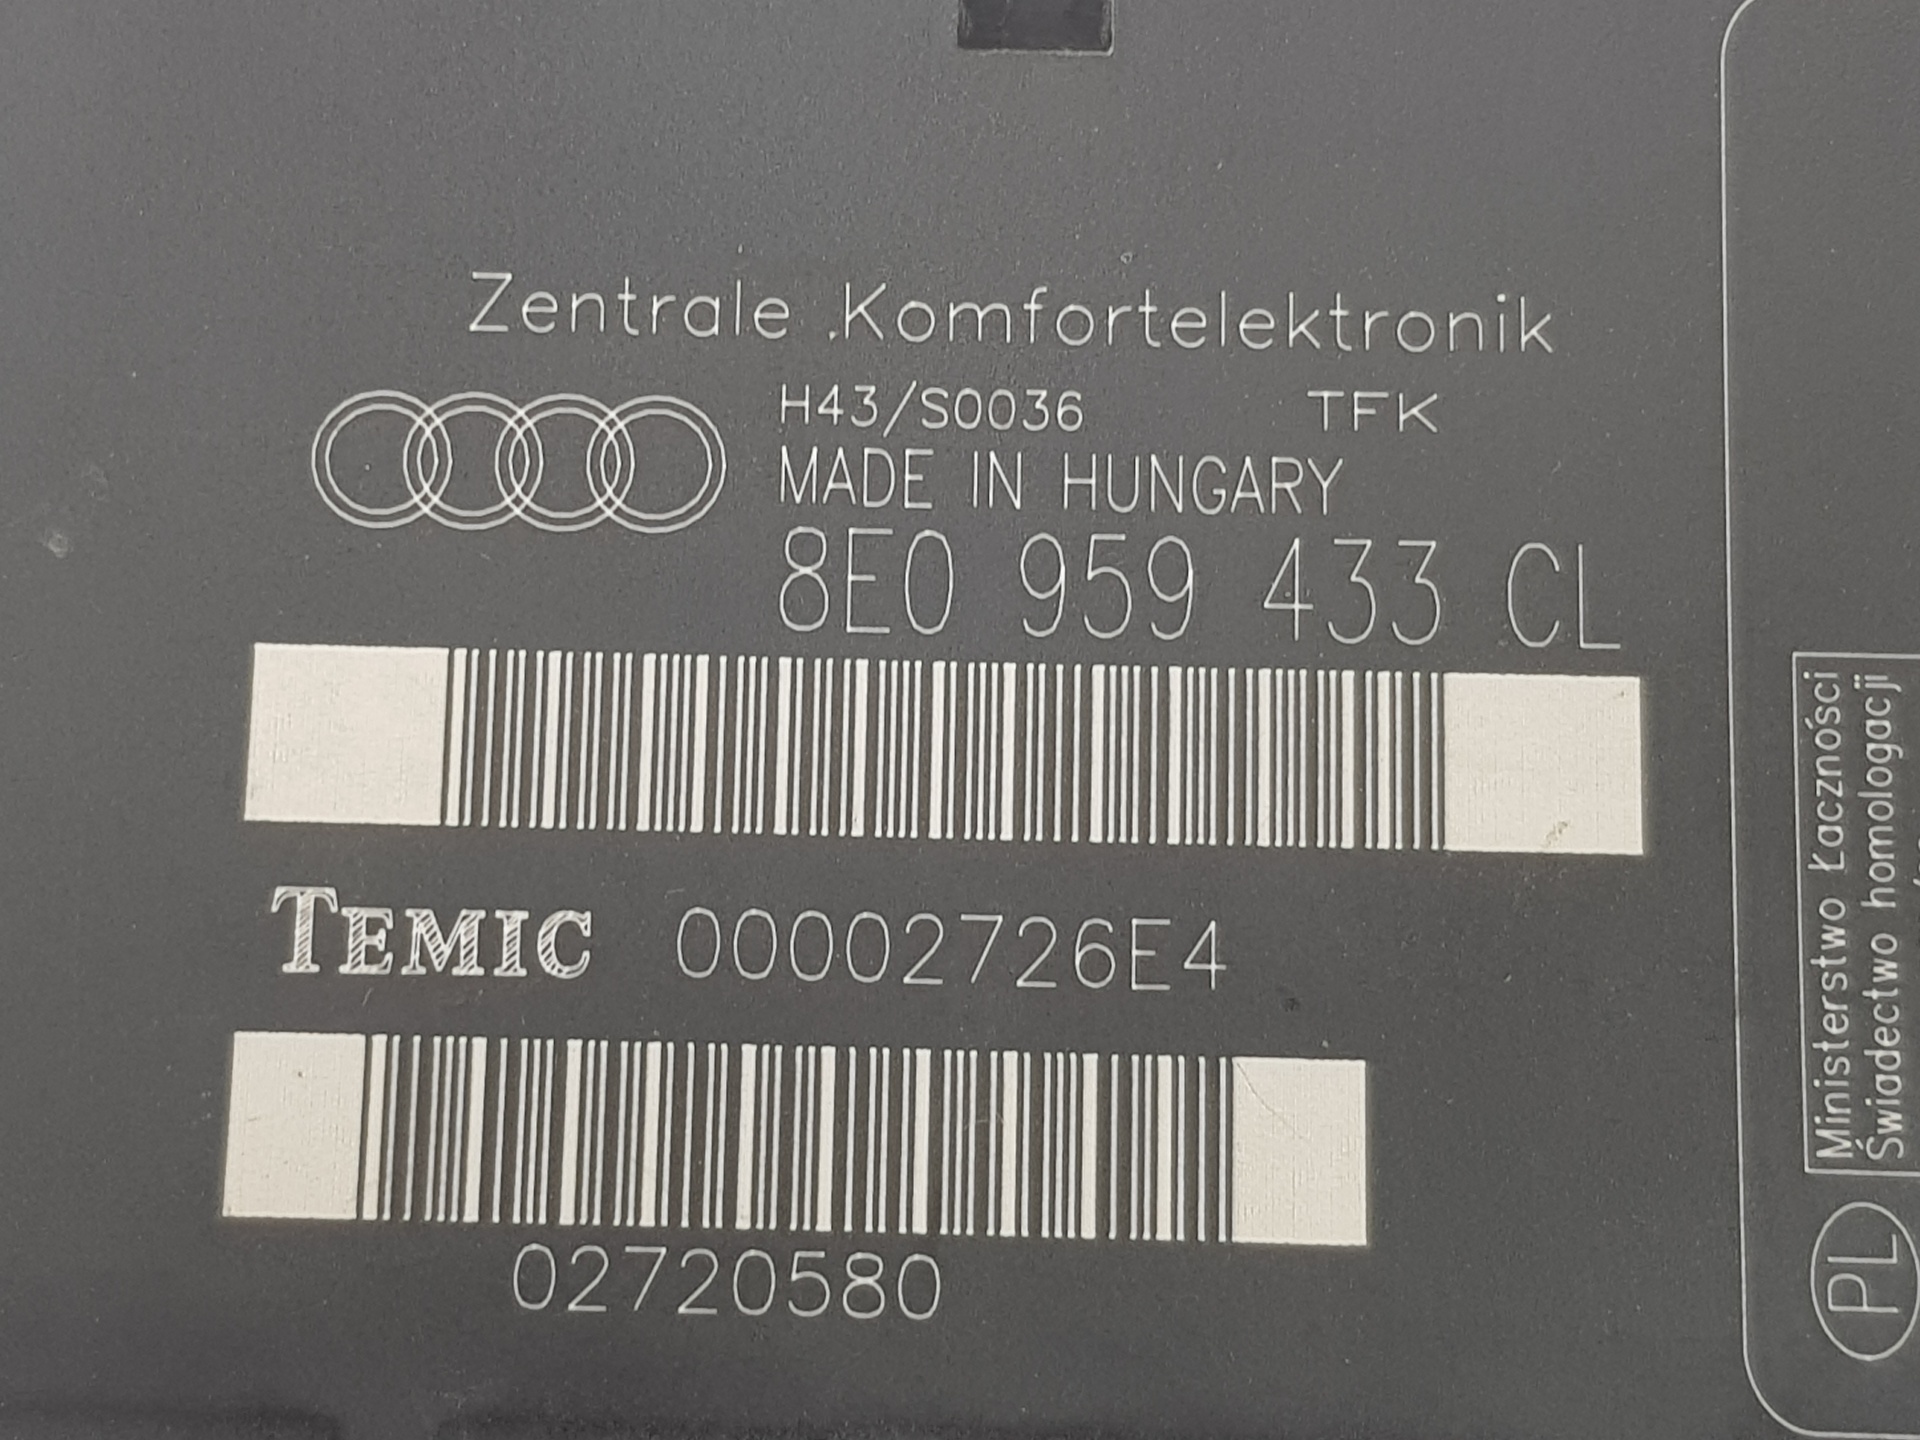 Zentrale Komfortelektronik
H43/S0036 TFK
MADE IN HUNGARY
8E0 959 433 CL
TEMIC 00002726E4
02720580
Ministerstwo Łączności
Świadectwo homologacji
PL